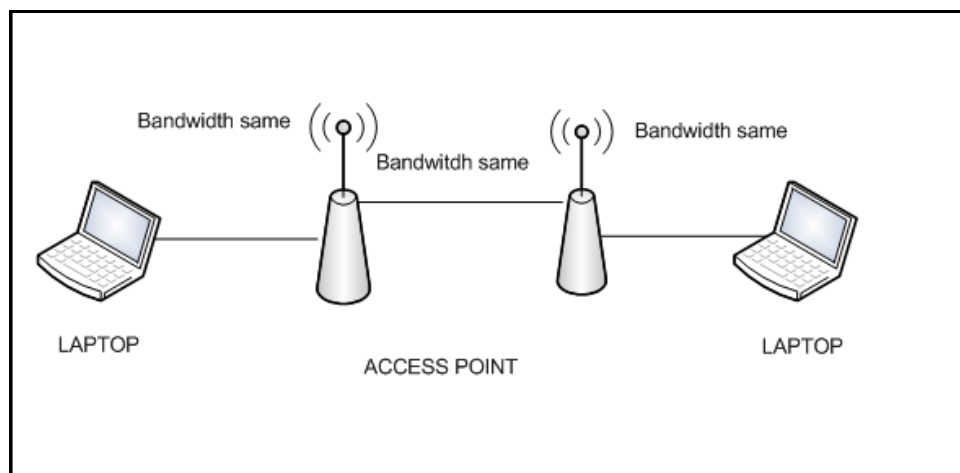 Bandwidth same
Bandwitdh same
Bandwidth same
LAPTOP
ACCESS POINT
LAPTOP